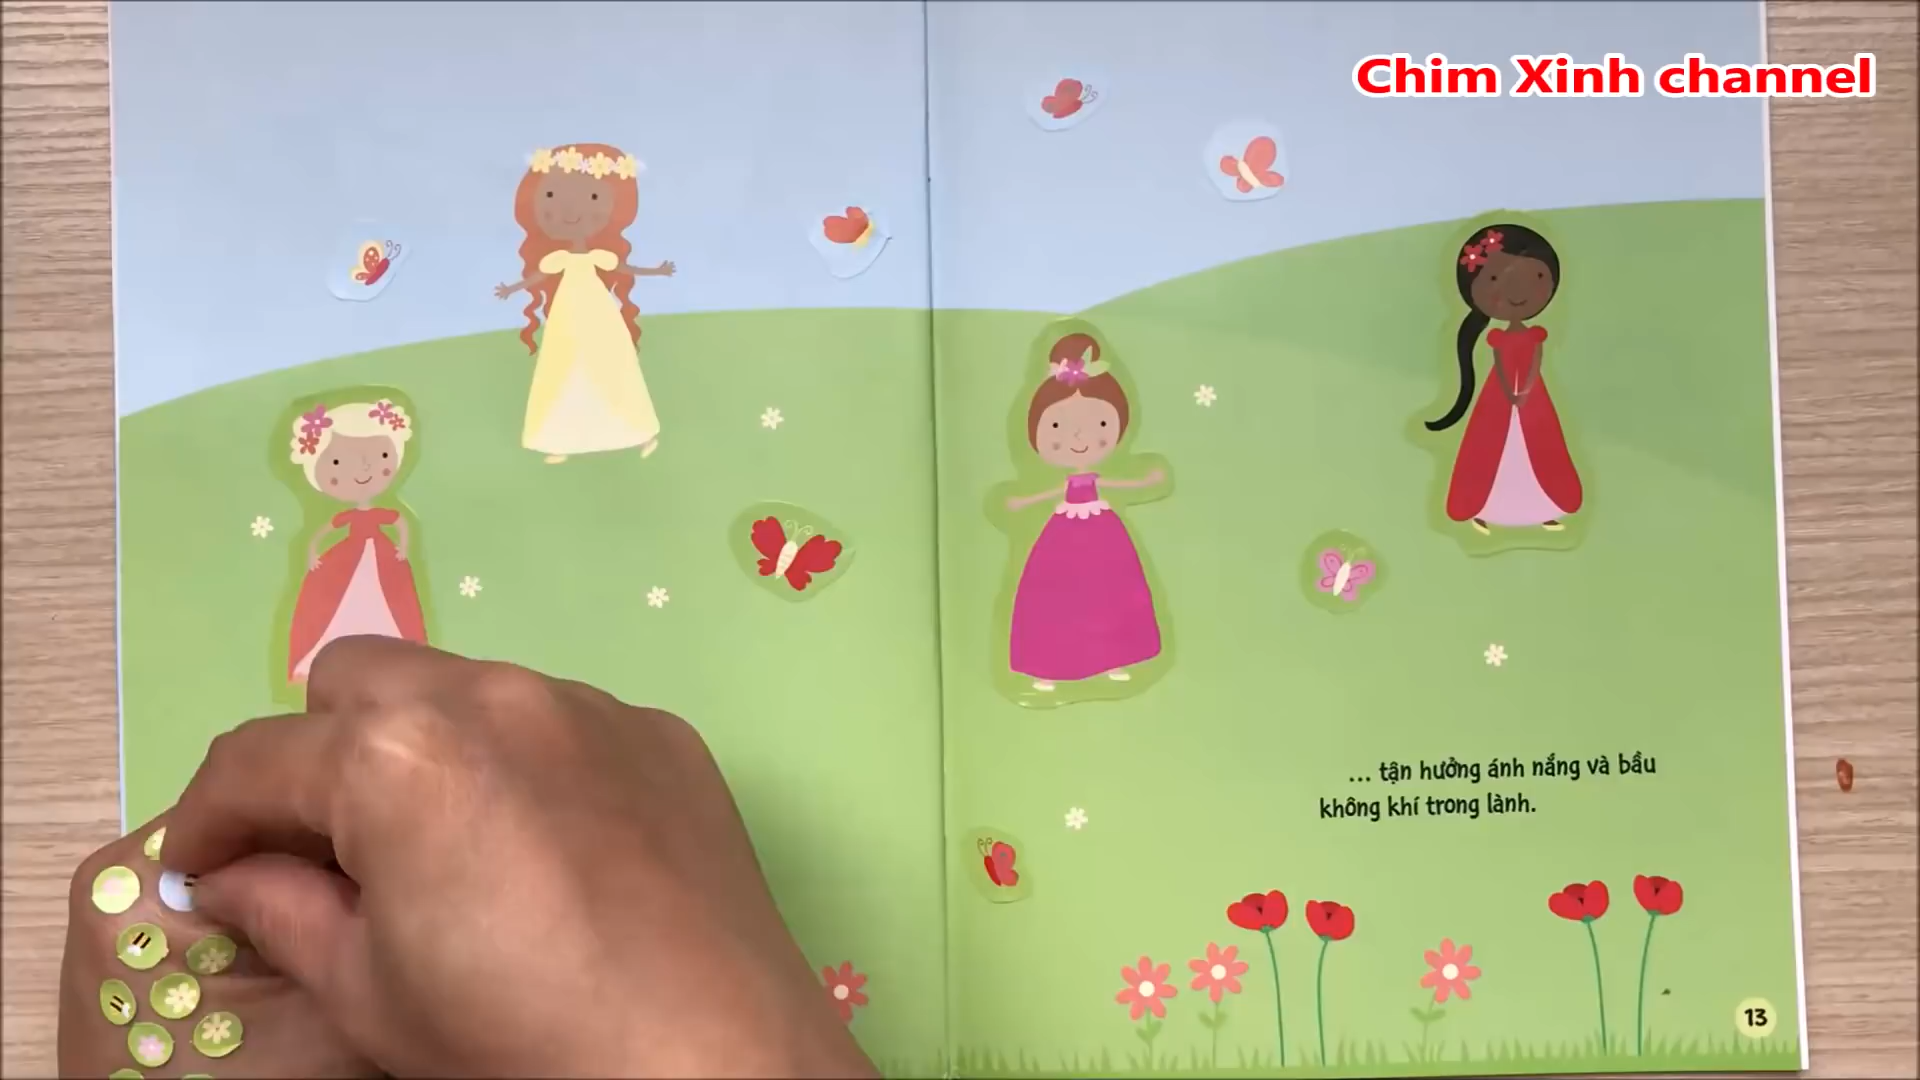 Chim Xinh channel
... tận hưởng ánh nắng và bầu
không khí trong lành.
13